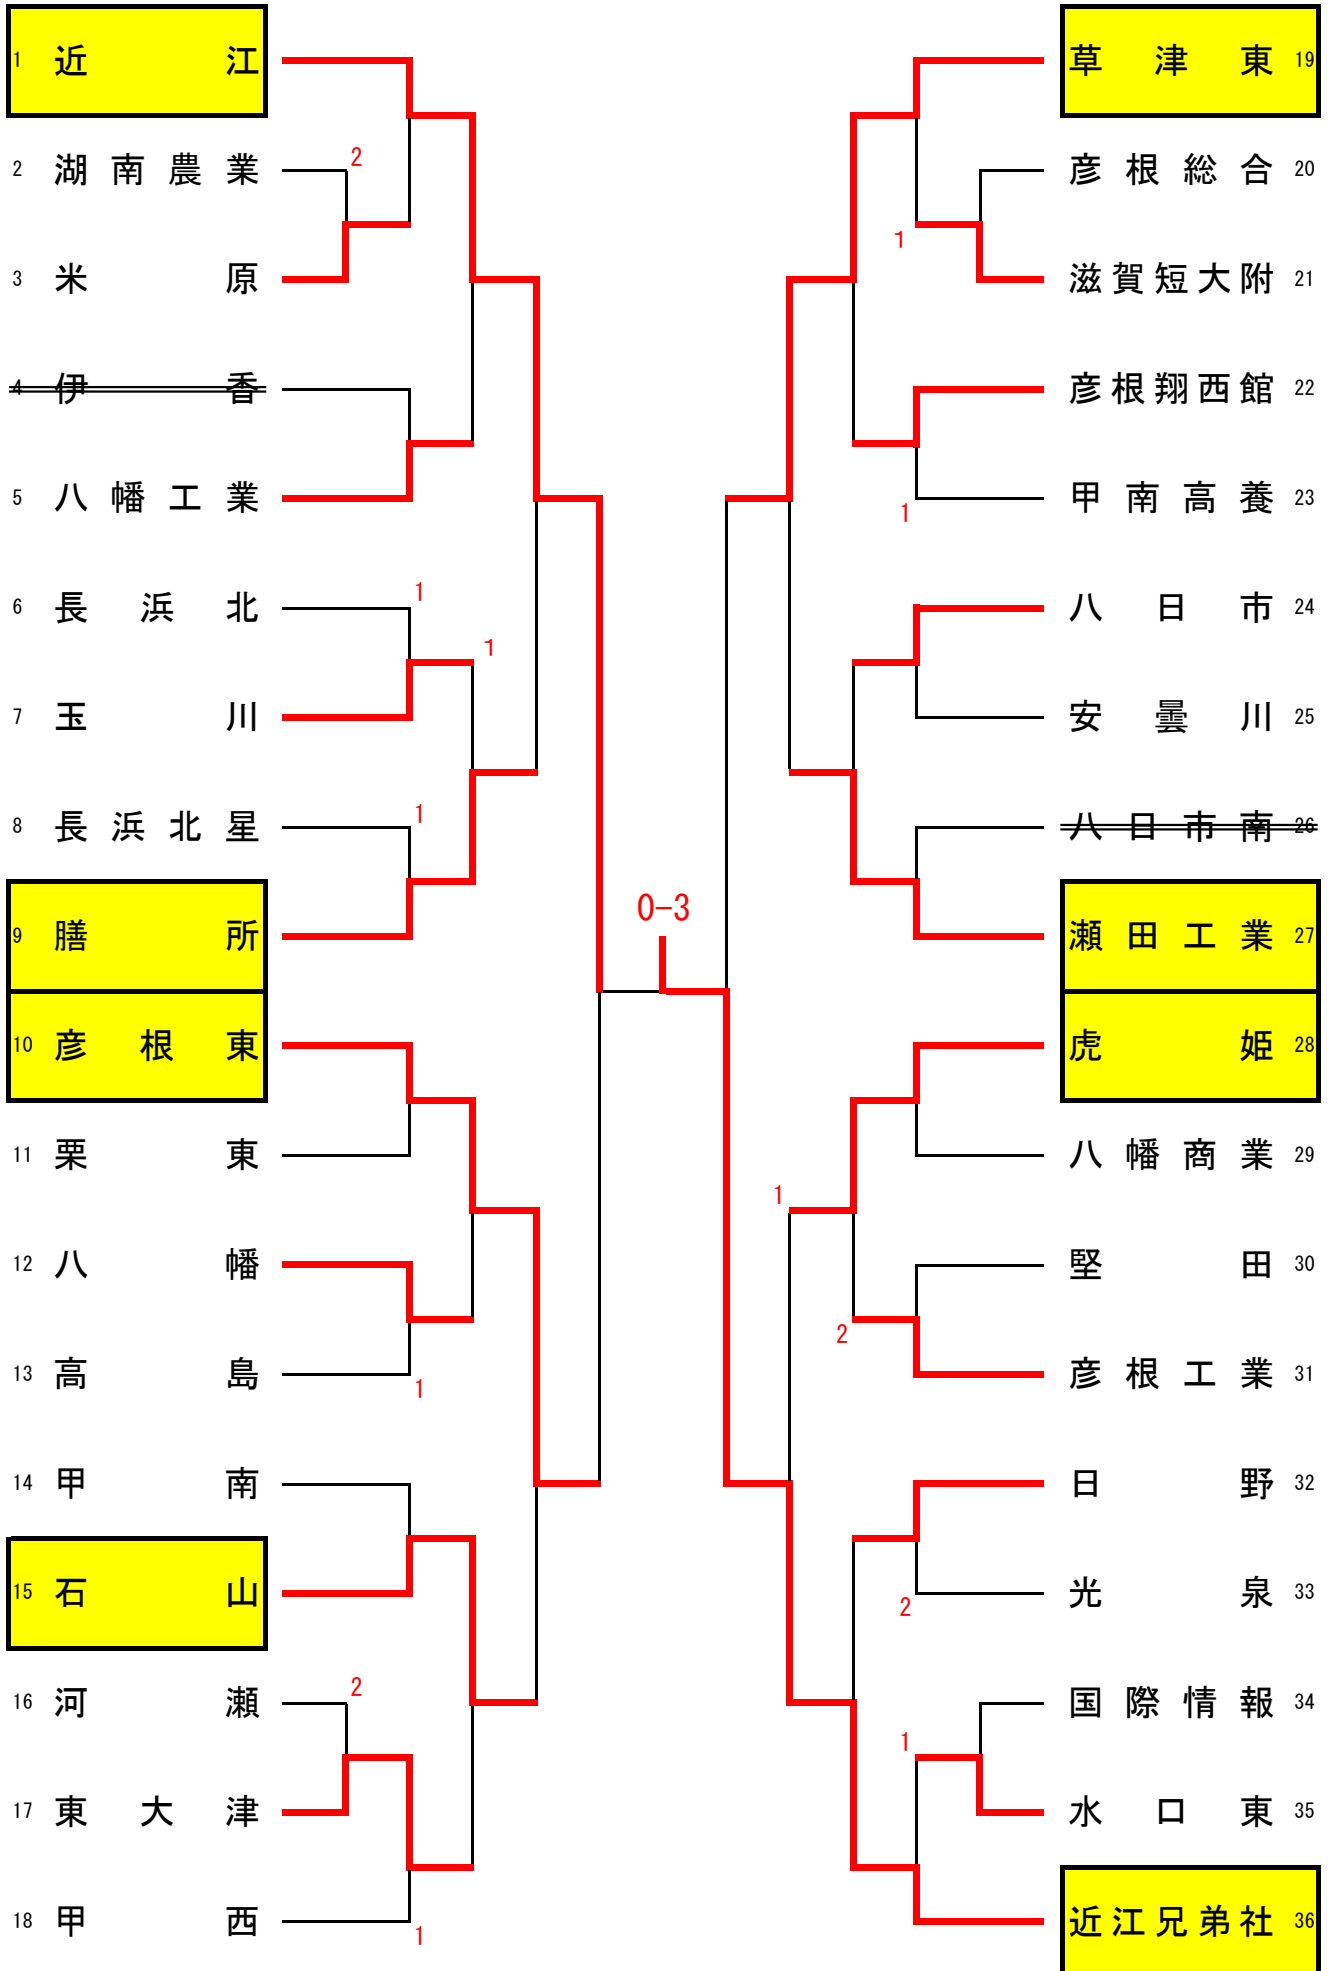 1 近江
2 湖南農業
2
3 米原
4 伊香
5 八幡工業
6 長浜北
1
1
7 玉川
8 長浜北星
1
9 膳所
10 彦根東
11 栗東
12 八幡
13 高島
1
14 甲南
15 石山
16 河瀬
2
17 東大津
18 甲西
1
0-3
草津東 19
彦根総合 20
1
滋賀短大附 21
彦根翔西館 22
甲南高養 23
1
八日市 24
安曇川 25
八日市南 26
瀬田工業 27
虎姫 28
八幡商業 29
1
堅田 30
2
彦根工業 31
日野 32
光泉 33
2
国際情報 34
1
水口東 35
近江兄弟社 36